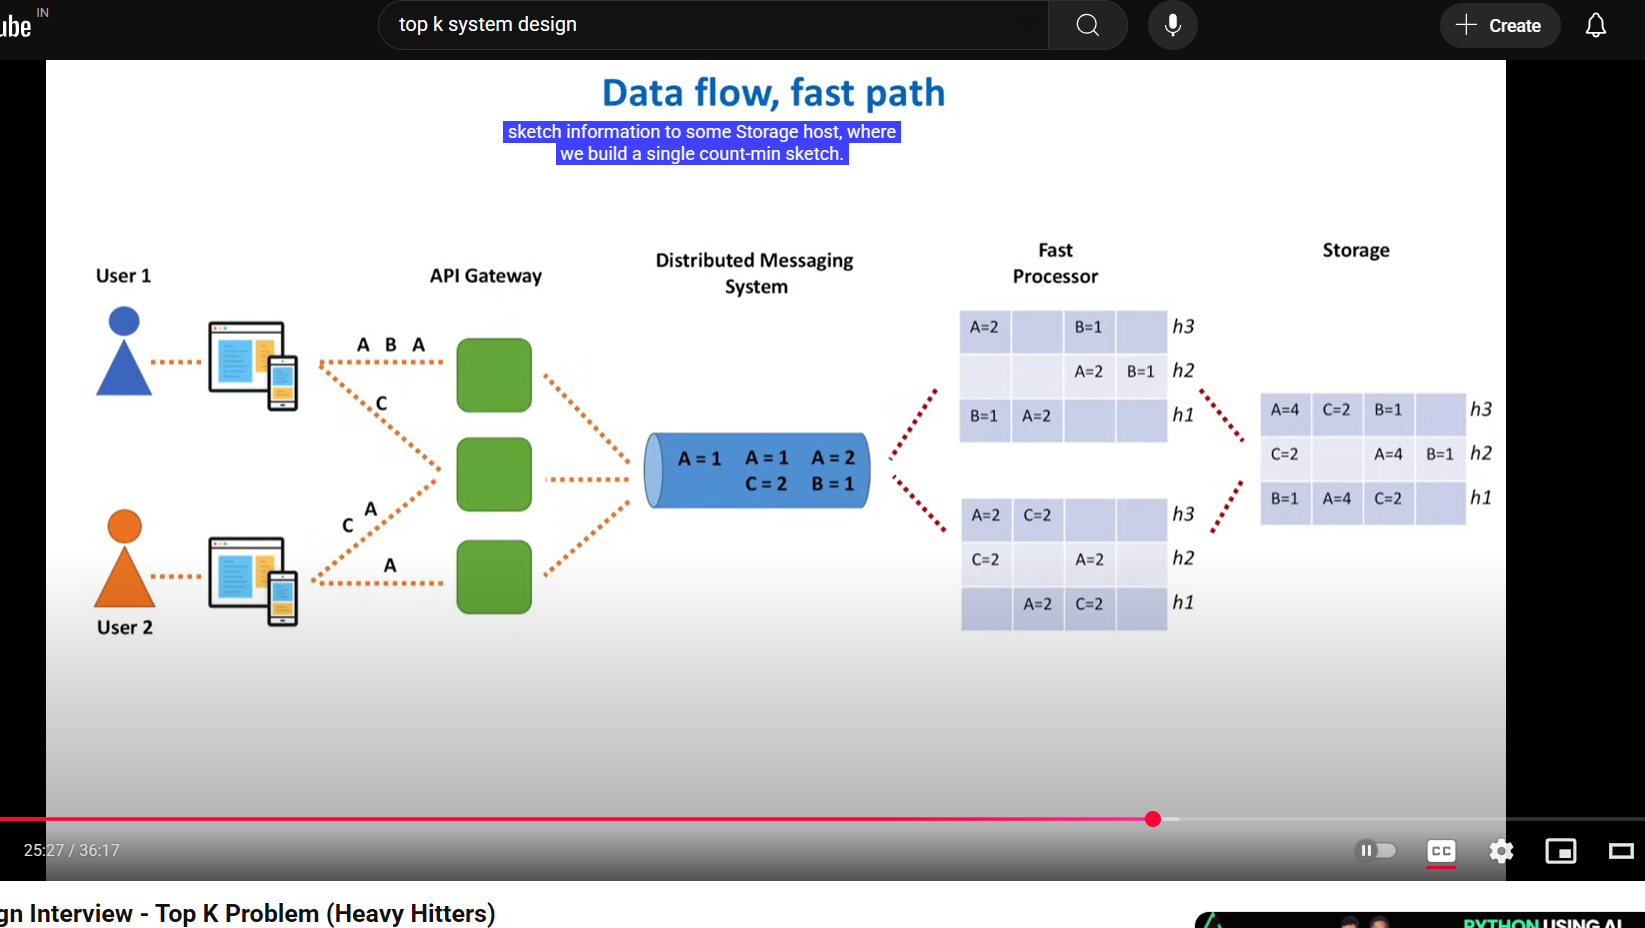 ube IN
top k system design
Create
Data flow, fast path
sketch information to some Storage host, where
we build a single count-min sketch.
User 1
API Gateway
Distributed Messaging
System
Fast
Processor
Storage
A B A
C
C A
A
User 2
A = 1 A = 1 A = 2
C = 2 B = 1
A=2 B=1 h3
A=2 B=1 h2
B=1 A=2 h1
A=2 C=2 h3
C=2 A=2 h2
A=2 C=2 h1
A=4 C=2 B=1 h3
C=2 A=4 B=1 h2
B=1 A=4 C=2 h1
25:27 / 36:17
CC
gn Interview - Top K Problem (Heavy Hitters)
PYTHON USING AI